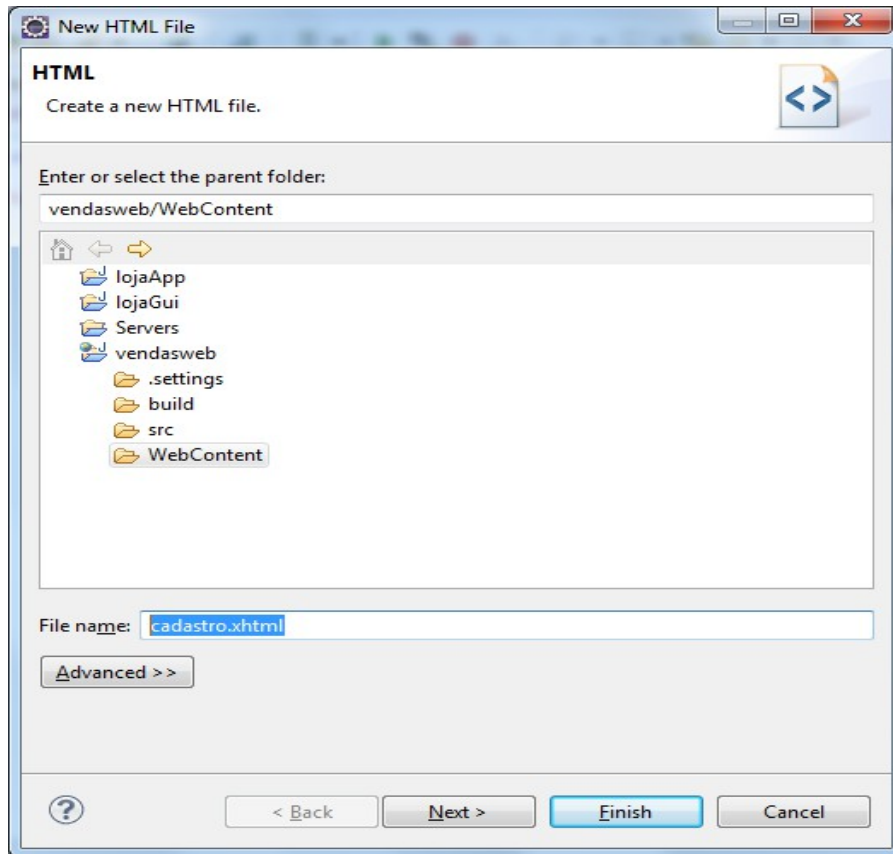 New HTML File
HTML
Create a new HTML file.
Enter or select the parent folder:
vendasweb/WebContent
lojaApp
lojaGui
Servers
vendasweb
.settings
build
src
WebContent
File name: cadastro.xhtml
Advanced >>
? < Back Next > Finish Cancel